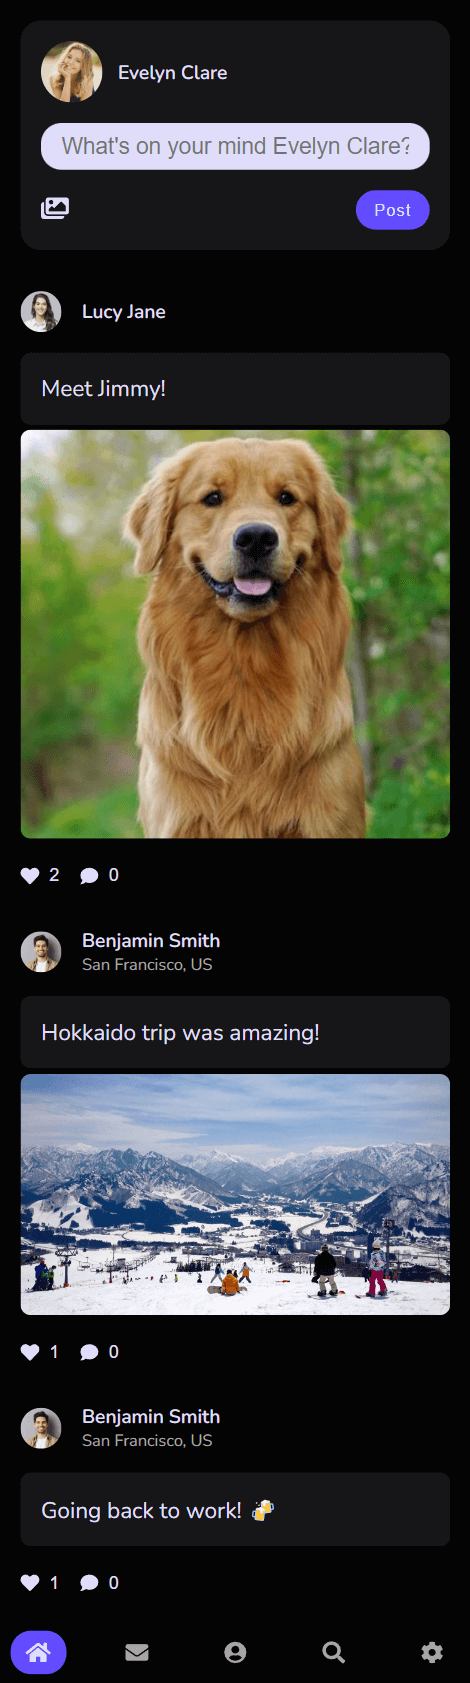 Evelyn Clare
What's on your mind Evelyn Clare?
Post
Lucy Jane
Meet Jimmy!
2 0
Benjamin Smith
San Francisco, US
Hokkaido trip was amazing!
1 0
Benjamin Smith
San Francisco, US
Going back to work! 🍻
1 0